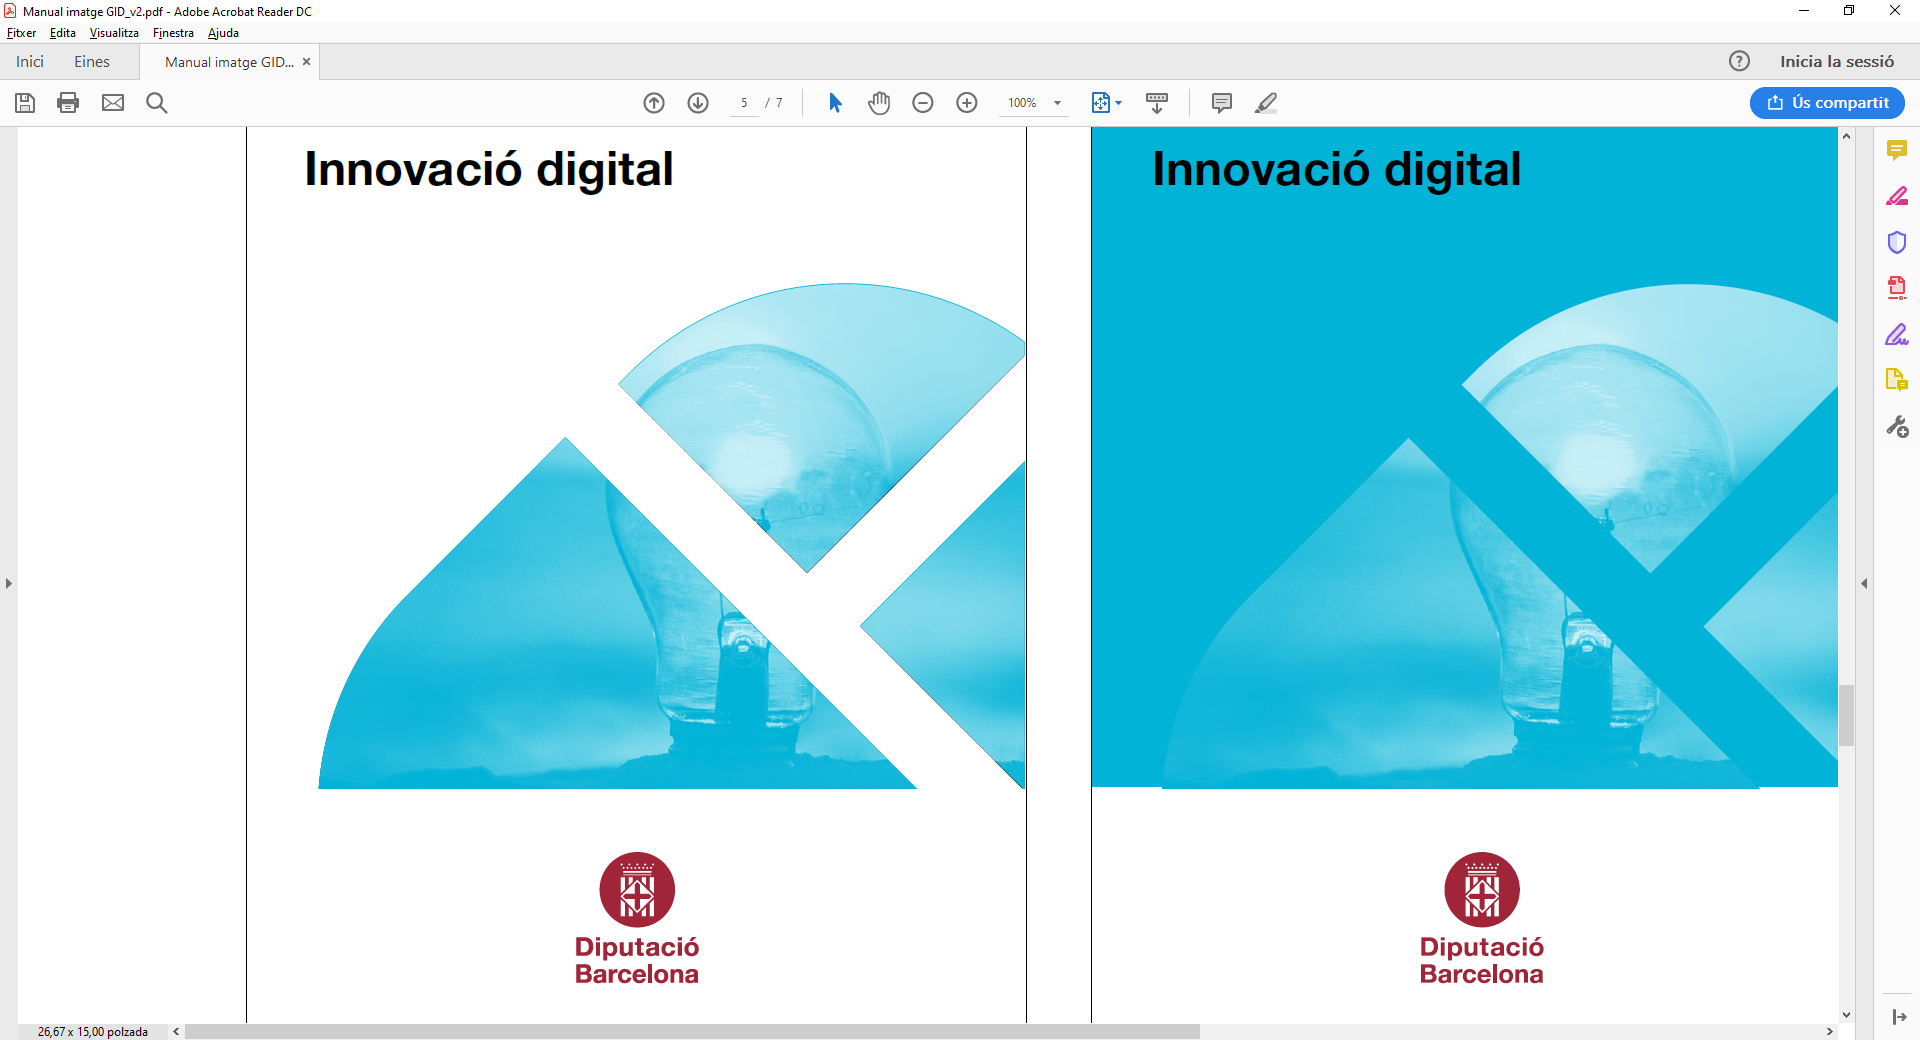 Manual imatge GID_v2.pdf - Adobe Acrobat Reader DC
Fitxer Edita Visualitza Finestra Ajuda
Inici Eines Manual imatge GID... × ? Inicia la sessió
5 / 7 100% Ús compartit
Innovació digital
Innovació digital
Diputació
Barcelona
Diputació
Barcelona
26,67 x 15,00 polzada